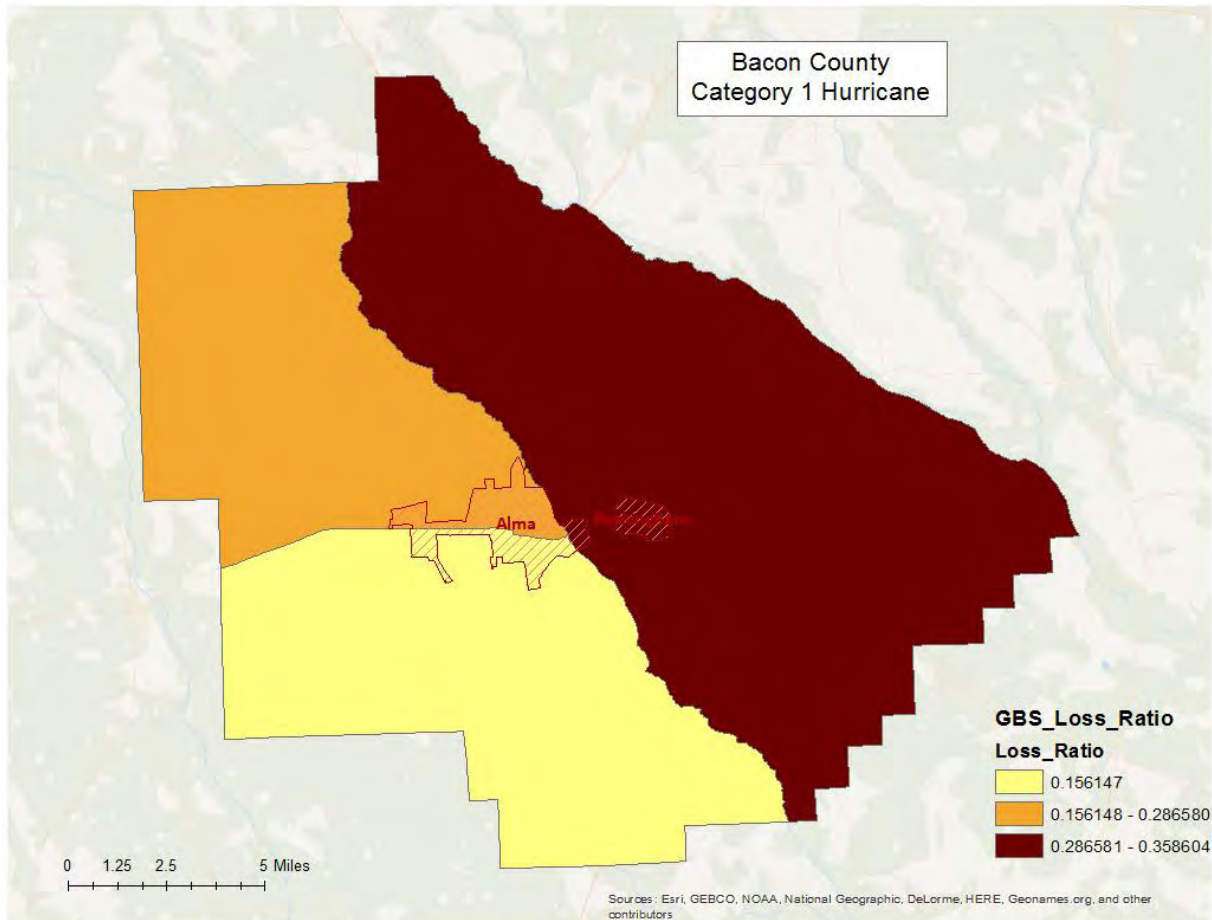 Bacon County
Category 1 Hurricane
Alma
GBS_Loss_Ratio
Loss_Ratio
0.156147
0.156148 - 0.286580
0.286581 - 0.358604
0 1.25 2.5 5 Miles
Sources: Esri, GEBCO, NOAA, National Geographic, DeLorme, HERE, Geonames.org, and other
contributors